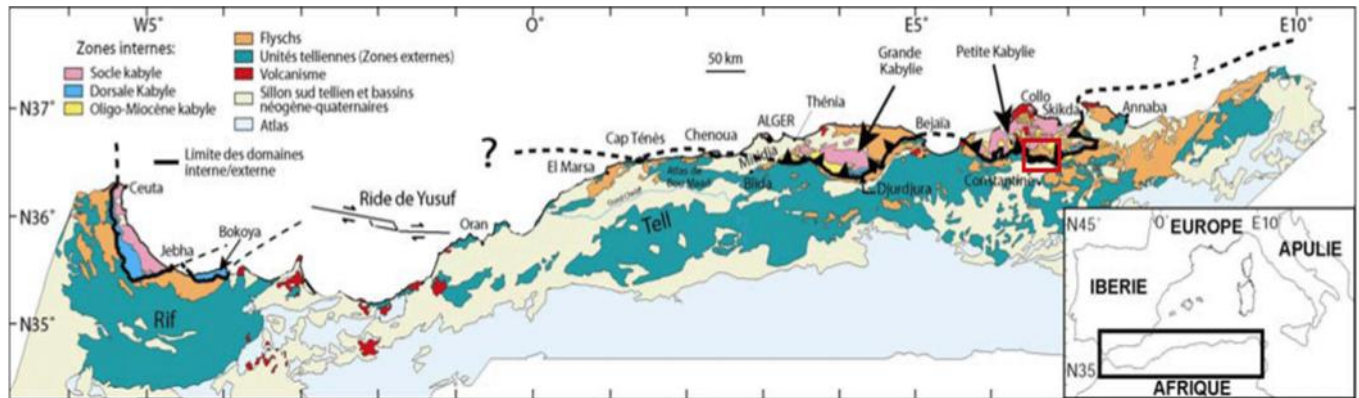 W5°
O°
E5°
E10°
N37°
N36°
N35°
Zones internes:
Socle kabyle
Dorsale Kabyle
Oligo-Miocène kabyle
Flyschs
Unités telliennes (Zones externes)
Volcanisme
Sillon sud tellien et bassins
néogène-quaternaires
Atlas
Limite des domaines
interne/externe
50 km
Grande
Kabylie
Petite Kabylie
?
Collo
Skikda
Annaba
Thénia
ALGER
Bejaïa
Chenoua
Cap Ténès
El Marsa
?
Mitidja
Blida
Atlas de
Bou Maad
Djurdjura
Constantine
Tell
Ceuta
Ride de Yusuf
Oran
Jebha
Bokoya
Rif
N45°
0°
E10°
EUROPE
APULIE
IBERIE
N35
AFRIQUE